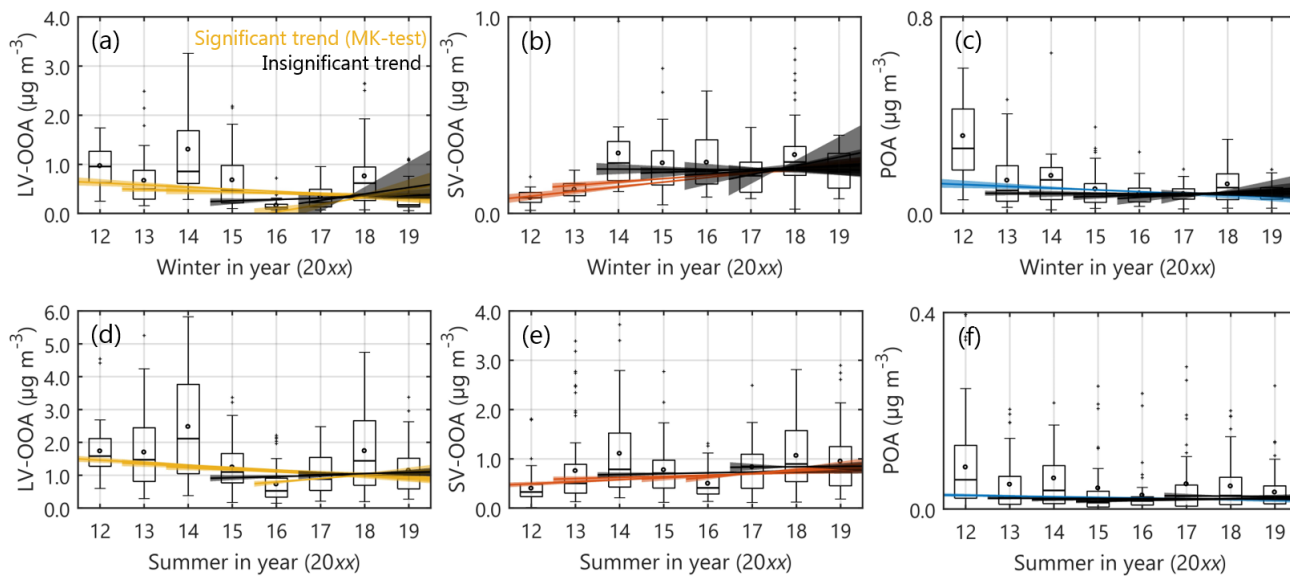 (a)
Significant trend (MK-test)
Insignificant trend
LV-OOA (µg m⁻³)
4.0
3.0
2.0
1.0
0.0
12 13 14 15 16 17 18 19
Winter in year (20xx)
(b)
SV-OOA (µg m⁻³)
1.0
0.0
12 13 14 15 16 17 18 19
Winter in year (20xx)
(c)
POA (µg m⁻³)
0.8
0.0
12 13 14 15 16 17 18 19
Winter in year (20xx)
(d)
LV-OOA (µg m⁻³)
6.0
5.0
4.0
3.0
2.0
1.0
0.0
12 13 14 15 16 17 18 19
Summer in year (20xx)
(e)
SV-OOA (µg m⁻³)
4.0
3.0
2.0
1.0
0.0
12 13 14 15 16 17 18 19
Summer in year (20xx)
(f)
POA (µg m⁻³)
0.4
0.0
12 13 14 15 16 17 18 19
Summer in year (20xx)